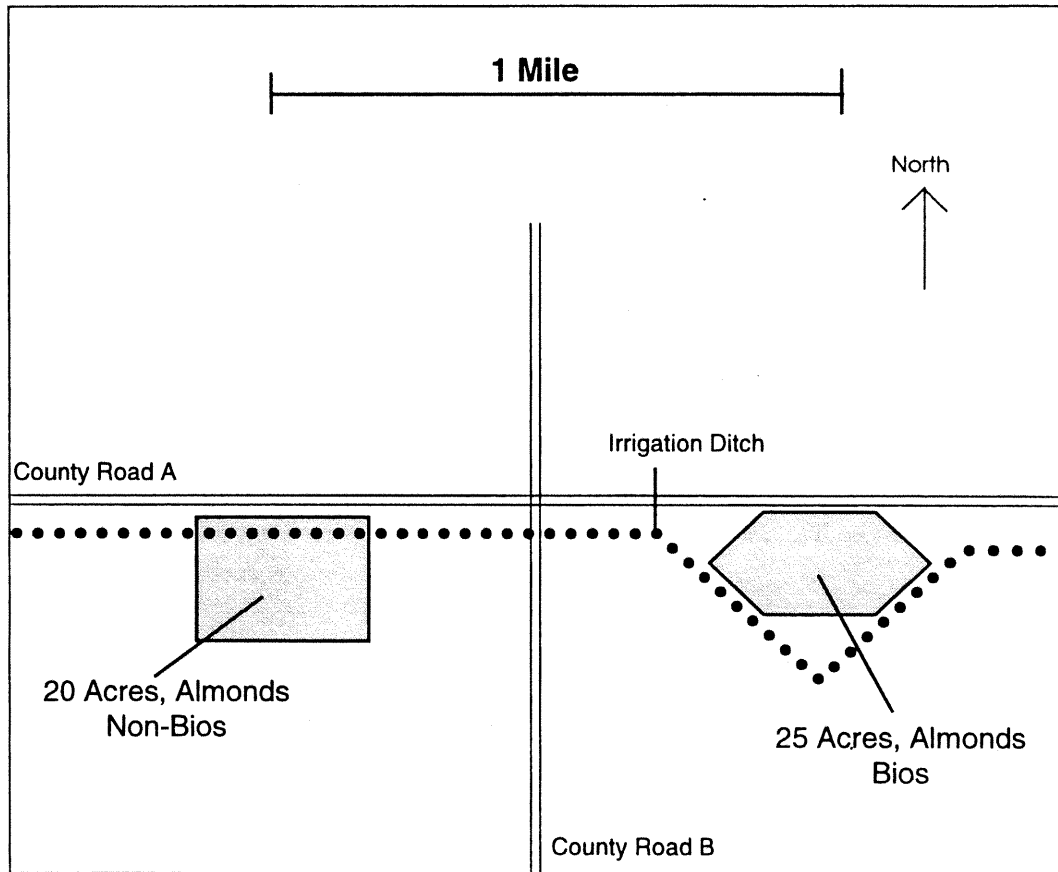 1 Mile
North
Irrigation Ditch
County Road A
20 Acres, Almonds
Non-Bios
25 Acres, Almonds
Bios
County Road B